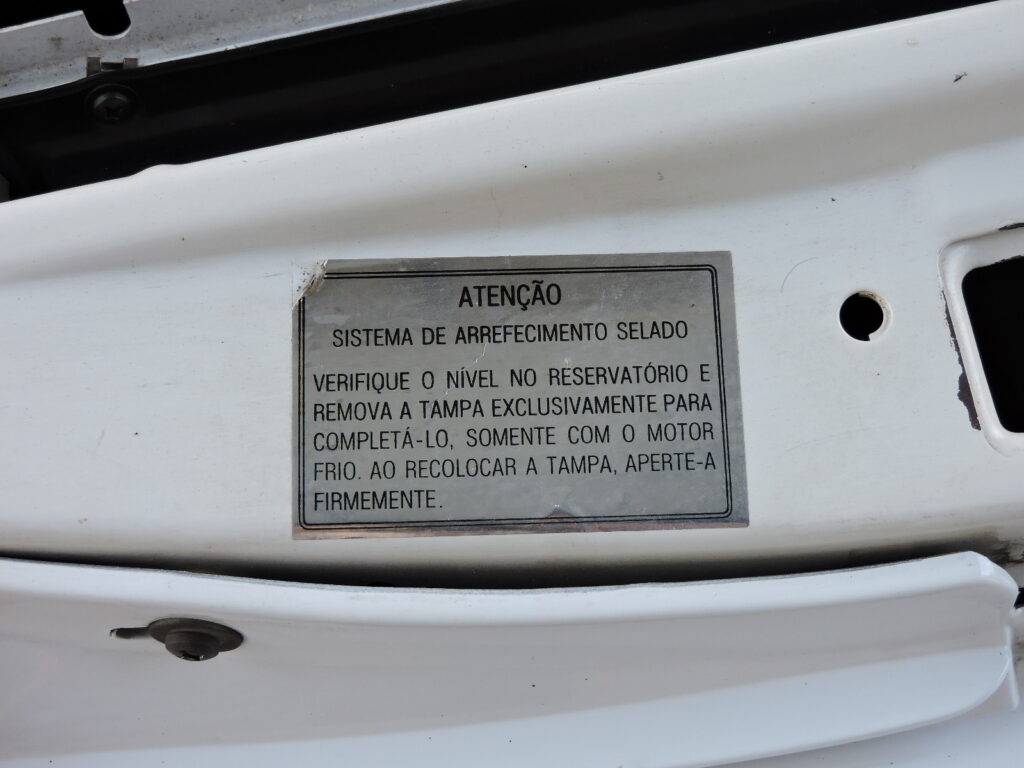 ATENÇÃO
SISTEMA DE ARREFECIMENTO SELADO
VERIFIQUE O NÍVEL NO RESERVATÓRIO E
REMOVA A TAMPA EXCLUSIVAMENTE PARA
COMPLETÁ-LO, SOMENTE COM O MOTOR
FRIO. AO RECOLOCAR A TAMPA, APERTE-A
FIRMEMENTE.